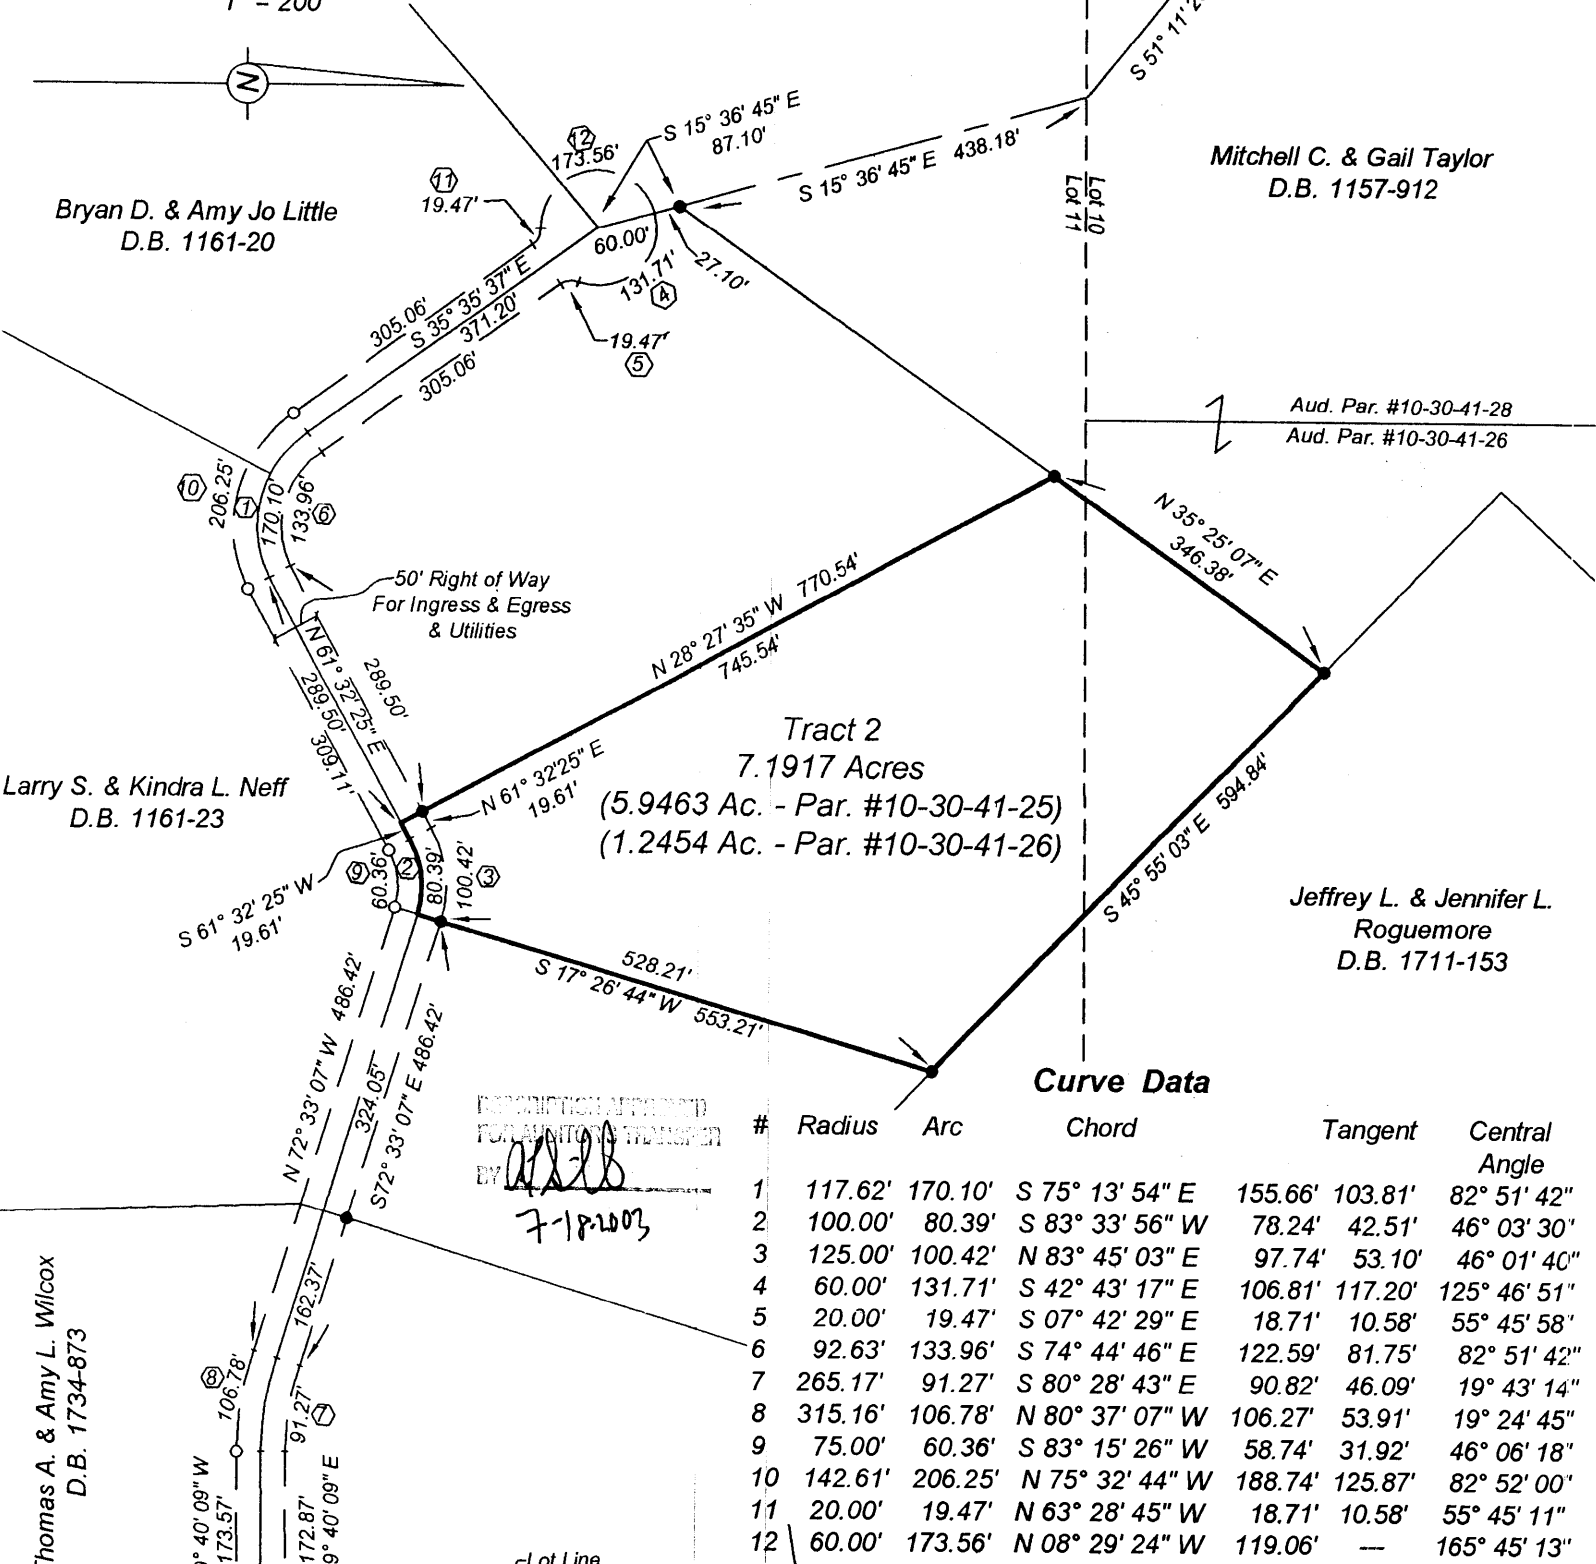 1" = 200'
N
S 51° 11' 2
Mitchell C. & Gail Taylor
D.B. 1157-912
Bryan D. & Amy Jo Little
D.B. 1161-20
12
173.56'
S 15° 36' 45" E
87.10'
11
19.47'
S 15° 36' 45" E 438.18'
Lot 10
Lot 11
60.00'
27.10'
131.71'
4
19.47'
5
305.06'
S 35° 35' 37" E
371.20'
305.06'
Aud. Par. #10-30-41-28
Aud. Par. #10-30-41-26
10
206.25'
1
170.10'
133.96'
6
N 35° 25' 07" E
346.38'
50' Right of Way
For Ingress & Egress
& Utilities
N 28° 27' 35" W 770.54'
745.54'
N 61° 32' 25" E
289.50'
289.50'
309.11'
Tract 2
7.1917 Acres
(5.9463 Ac. - Par. #10-30-41-25)
(1.2454 Ac. - Par. #10-30-41-26)
N 61° 32'25" E
19.61'
Larry S. & Kindra L. Neff
D.B. 1161-23
S 45° 55' 03" E 594.84'
9
60.36'
2
80.39'
100.42'
3
S 61° 32' 25" W
19.61'
Jeffrey L. & Jennifer L.
Roguemore
D.B. 1711-153
528.21'
S 17° 26' 44" W 553.21'
N 72° 33' 07" W 486.42'
324.05'
S72° 33' 07" E 486.42'
DESCRIPTION APPROVED
FOR AUDITOR'S TRANSFER
BY
7-18-2003
Thomas A. & Amy L. Wilcox
D.B. 1734-873
162.37'
8
106.78'
91.27'
7
9° 40' 09" W
173.57'
172.87'
9° 40' 09" E
Lot Line
Curve Data
# Radius Arc Chord Tangent Central
Angle
1 117.62' 170.10' S 75° 13' 54" E 155.66' 103.81' 82° 51' 42"
2 100.00' 80.39' S 83° 33' 56" W 78.24' 42.51' 46° 03' 30"
3 125.00' 100.42' N 83° 45' 03" E 97.74' 53.10' 46° 01' 40"
4 60.00' 131.71' S 42° 43' 17" E 106.81' 117.20' 125° 46' 51"
5 20.00' 19.47' S 07° 42' 29" E 18.71' 10.58' 55° 45' 58"
6 92.63' 133.96' S 74° 44' 46" E 122.59' 81.75' 82° 51' 42"
7 265.17' 91.27' S 80° 28' 43" E 90.82' 46.09' 19° 43' 14"
8 315.16' 106.78' N 80° 37' 07" W 106.27' 53.91' 19° 24' 45"
9 75.00' 60.36' S 83° 15' 26" W 58.74' 31.92' 46° 06' 18"
10 142.61' 206.25' N 75° 32' 44" W 188.74' 125.87' 82° 52' 00"
11 20.00' 19.47' N 63° 28' 45" W 18.71' 10.58' 55° 45' 11"
12 60.00' 173.56' N 08° 29' 24" W 119.06' --- 165° 45' 13"